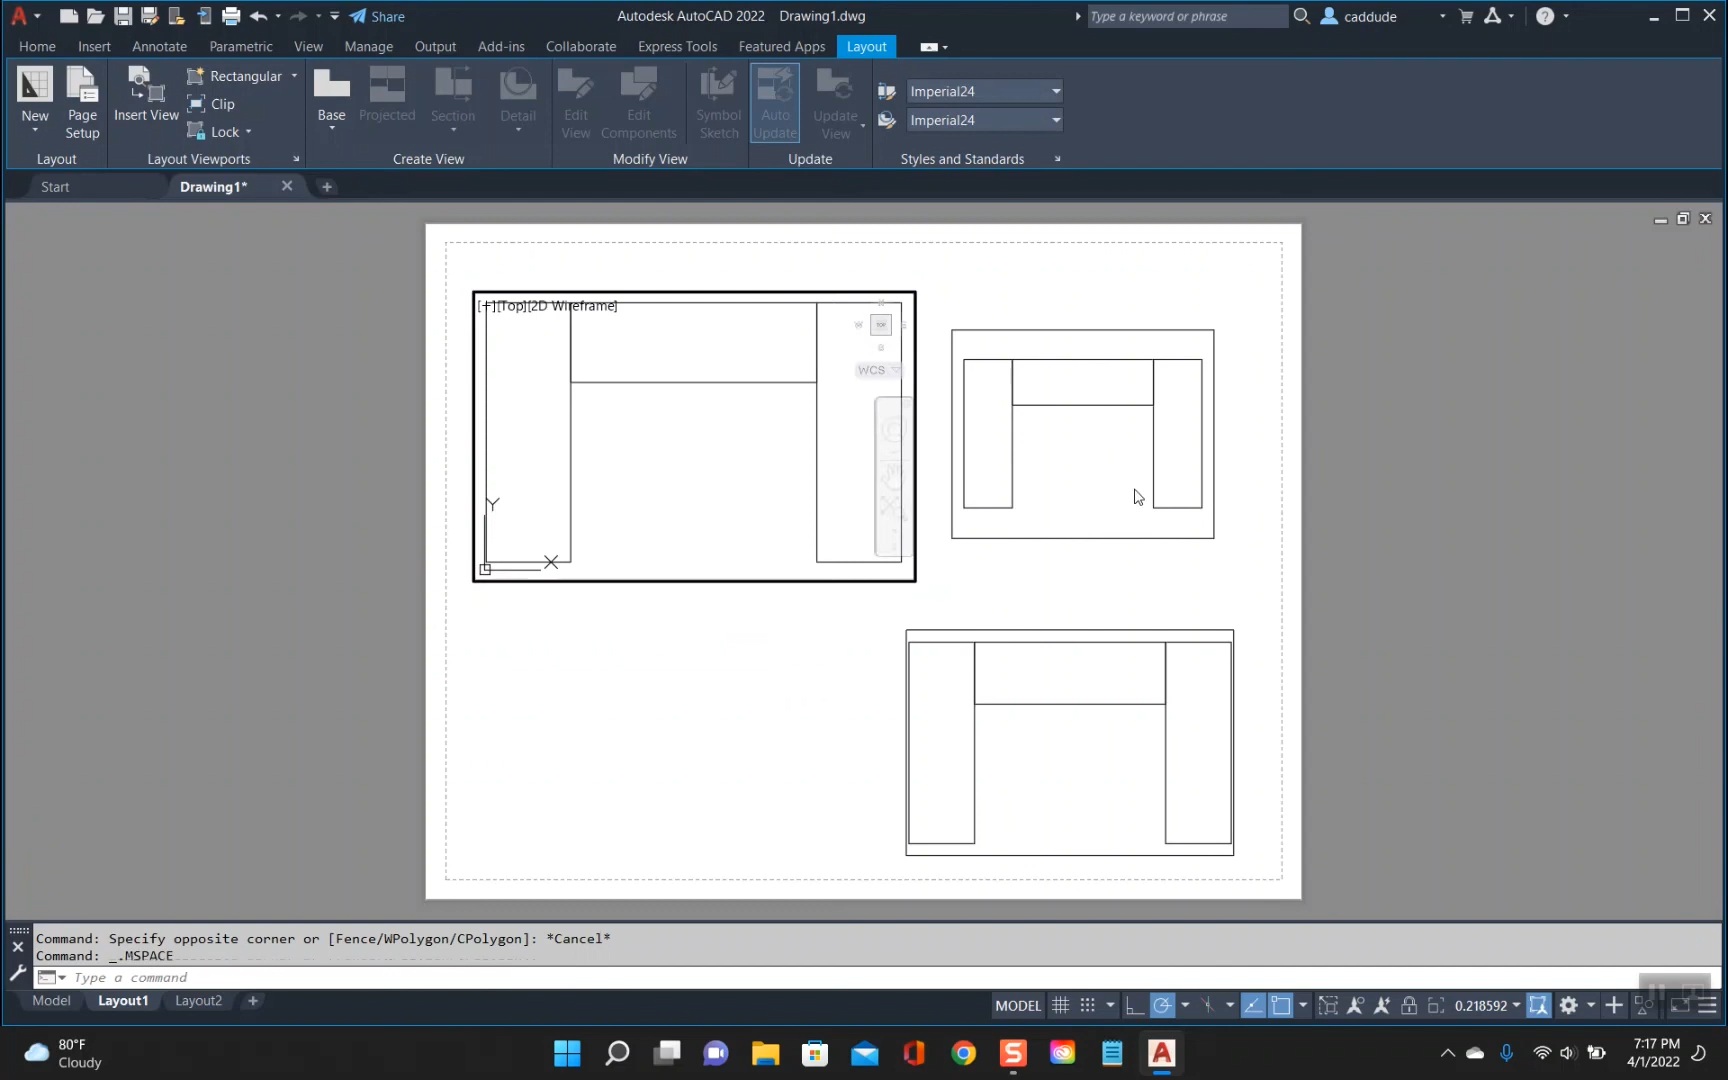 Share
Autodesk AutoCAD 2022 Drawing1.dwg
Type a keyword or phrase
caddude
Home Insert Annotate Parametric View Manage Output Add-ins Collaborate Express Tools Featured Apps Layout
New
Page Setup
Insert View
Rectangular
Clip
Lock
Base
Projected
Section
Detail
Edit View
Edit Components
Symbol Sketch
Auto Update
Update View
Imperial24
Imperial24
Layout
Layout Viewports
Create View
Modify View
Update
Styles and Standards
Start
Drawing1*
[+][Top][2D Wireframe]
W TOP E
S
WCS
Y
X
Command: Specify opposite corner or [Fence/WPolygon/CPolygon]: *Cancel*
Command: _.MSPACE
Type a command
Model Layout1 Layout2
MODEL
0.218592
80°F
Cloudy
7:17 PM
4/1/2022